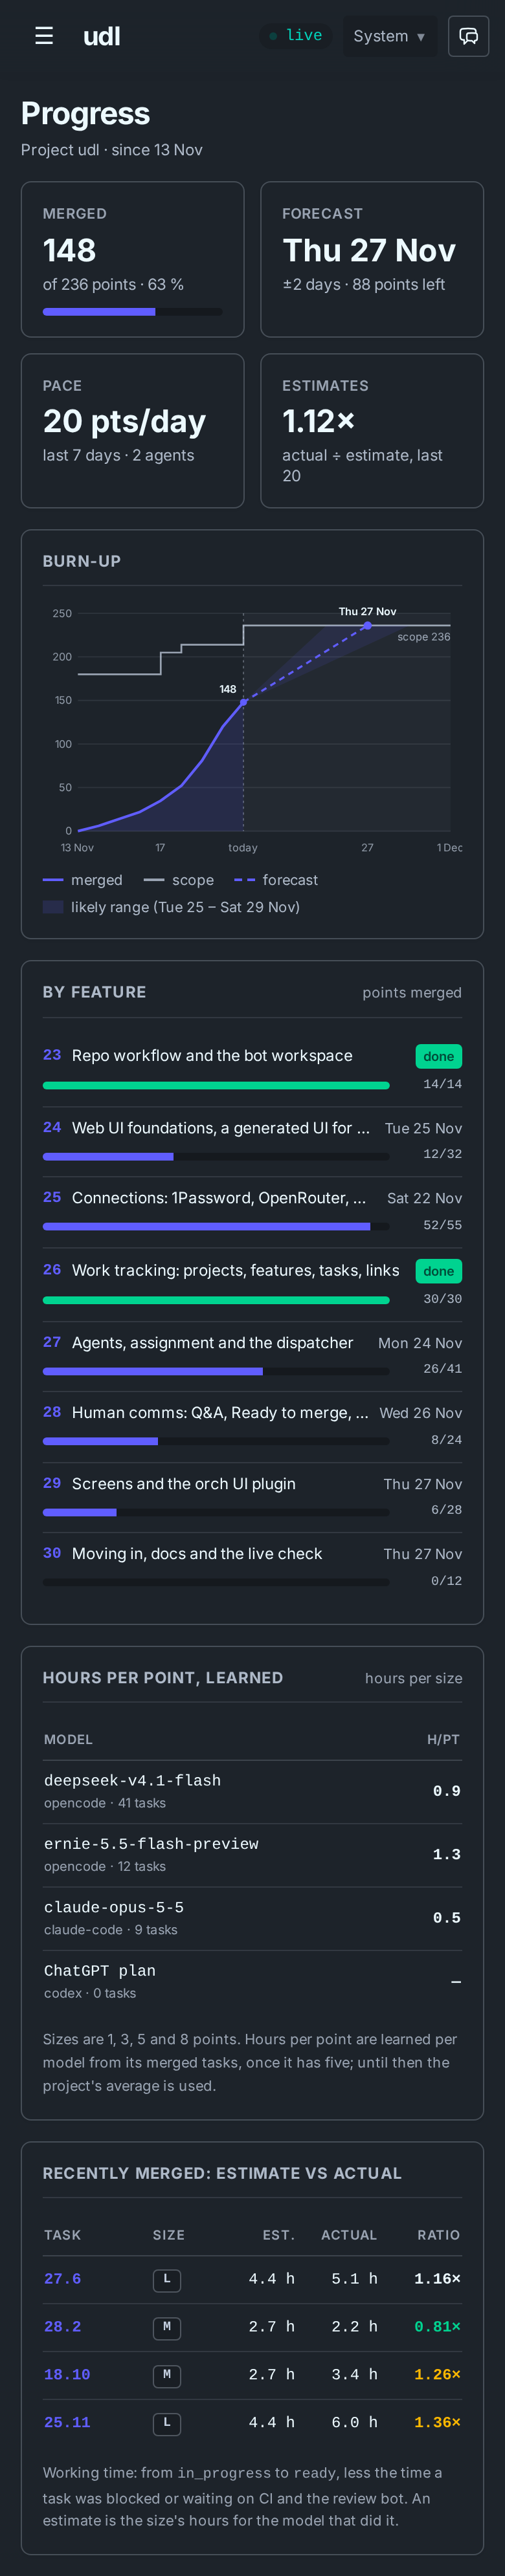 ☰ udl live System ▾
Progress
Project udl · since 13 Nov
MERGED
148
of 236 points · 63 %
FORECAST
Thu 27 Nov
±2 days · 88 points left
PACE
20 pts/day
last 7 days · 2 agents
ESTIMATES
1.12×
actual ÷ estimate, last
20
BURN-UP
Thu 27 Nov
250
scope 236
200
148
150
100
50
0
13 Nov 17 today 27 1 Dec
merged scope forecast
likely range (Tue 25 – Sat 29 Nov)
BY FEATURE points merged
23 Repo workflow and the bot workspace done
14/14
24 Web UI foundations, a generated UI for ... Tue 25 Nov
12/32
25 Connections: 1Password, OpenRouter, ... Sat 22 Nov
52/55
26 Work tracking: projects, features, tasks, links done
30/30
27 Agents, assignment and the dispatcher Mon 24 Nov
26/41
28 Human comms: Q&A, Ready to merge, ... Wed 26 Nov
8/24
29 Screens and the orch UI plugin Thu 27 Nov
6/28
30 Moving in, docs and the live check Thu 27 Nov
0/12
HOURS PER POINT, LEARNED hours per size
MODEL H/PT
deepseek-v4.1-flash 0.9
opencode · 41 tasks
ernie-5.5-flash-preview 1.3
opencode · 12 tasks
claude-opus-5-5 0.5
claude-code · 9 tasks
ChatGPT plan –
codex · 0 tasks
Sizes are 1, 3, 5 and 8 points. Hours per point are learned per
model from its merged tasks, once it has five; until then the
project's average is used.
RECENTLY MERGED: ESTIMATE VS ACTUAL
TASK SIZE EST. ACTUAL RATIO
27.6 L 4.4 h 5.1 h 1.16×
28.2 M 2.7 h 2.2 h 0.81×
18.10 M 2.7 h 3.4 h 1.26×
25.11 L 4.4 h 6.0 h 1.36×
Working time: from in_progress to ready, less the time a
task was blocked or waiting on CI and the review bot. An
estimate is the size's hours for the model that did it.